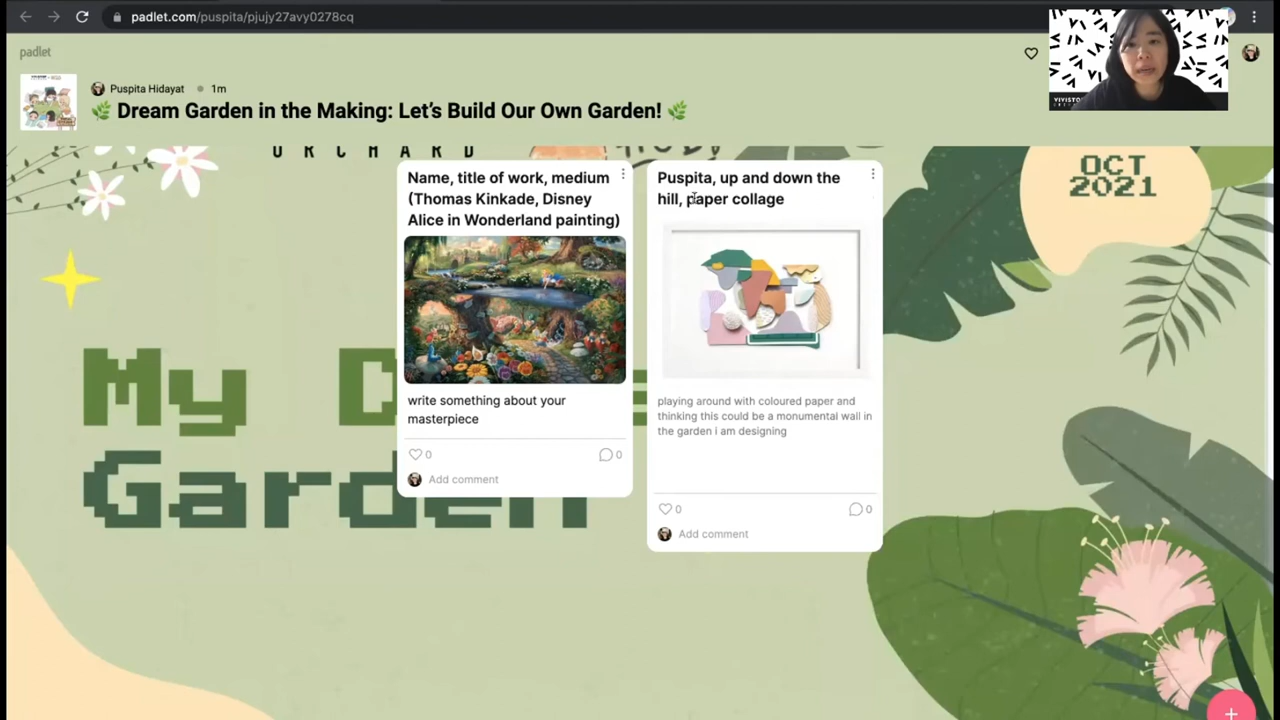 padlet.com/puspita/pjujy27avy0278cq
padlet
Puspita Hidayat 1m
🌿 Dream Garden in the Making: Let’s Build Our Own Garden! 🌿
ORCHARD
OCT
2021
My D
Garden
Name, title of work, medium
(Thomas Kinkade, Disney
Alice in Wonderland painting)
write something about your
masterpiece
0 0
Add comment
Puspita, up and down the
hill, paper collage
playing around with coloured paper and
thinking this could be a monumental wall in
the garden i am designing
0 0
Add comment